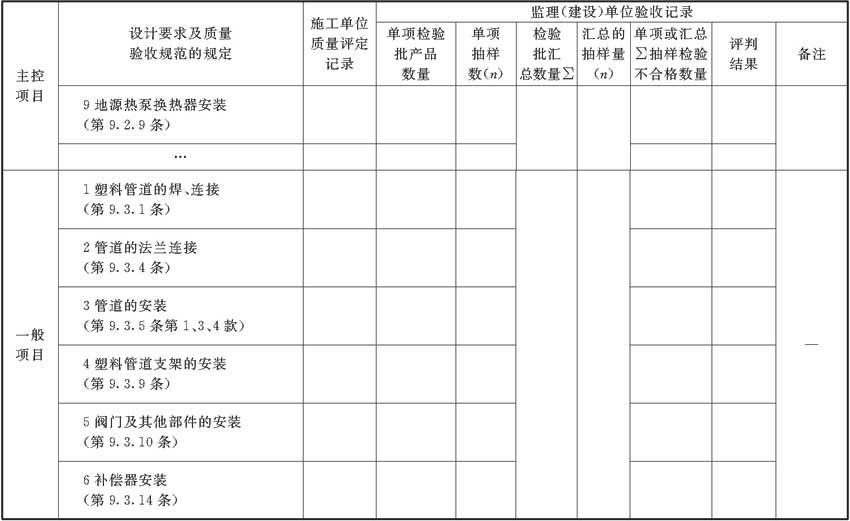 主控
项目
设计要求及质量
验收规范的规定
施工单位
质量评定
记录
监理(建设)单位验收记录
单项检验
批产品
数量
单项
抽样
数(n)
检验
批汇
总数量∑
汇总的
抽样量
(n)
单项或汇总
∑抽样检验
不合格数量
评判
结果
备注
9 地源热泵换热器安装
(第 9.2.9 条)
…
一般
项目
1 塑料管道的焊、连接
(第 9.3.1 条)
2 管道的法兰连接
(第 9.3.4 条)
3 管道的安装
(第 9.3.5 条第 1、3、4 款)
4 塑料管道支架的安装
(第 9.3.9 条)
5 阀门及其他部件的安装
(第 9.3.10 条)
6 补偿器安装
(第 9.3.14 条)
—